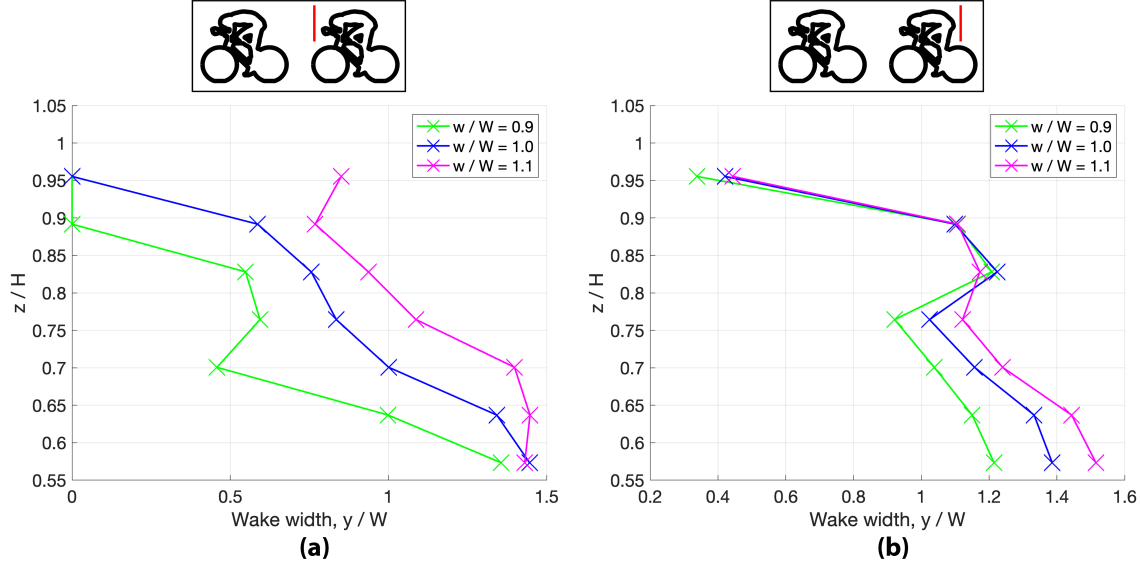 1.05
1
0.95
0.9
0.85
0.8
0.75
0.7
0.65
0.6
0.55
z / H
w / W = 0.9
w / W = 1.0
w / W = 1.1
0 0.5 1 1.5
Wake width, y / W
(a)
1.05
1
0.95
0.9
0.85
0.8
0.75
0.7
0.65
0.6
0.55
z / H
w / W = 0.9
w / W = 1.0
w / W = 1.1
0.2 0.4 0.6 0.8 1 1.2 1.4 1.6
Wake width, y / W
(b)